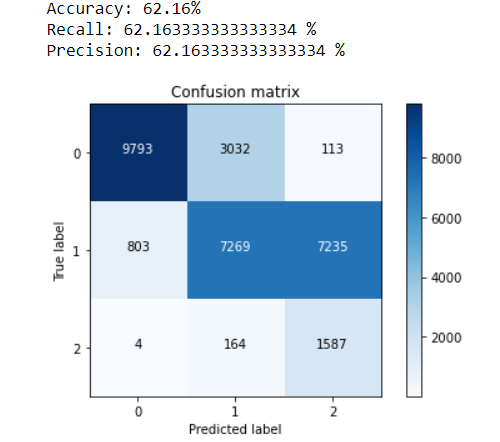 Accuracy: 62.16%
Recall: 62.163333333333334 %
Precision: 62.163333333333334 %
Confusion matrix
0 9793 3032 113
8000
6000
1 803 7269 7235
4000
2000
2 4 164 1587
0 1 2
True label
Predicted label